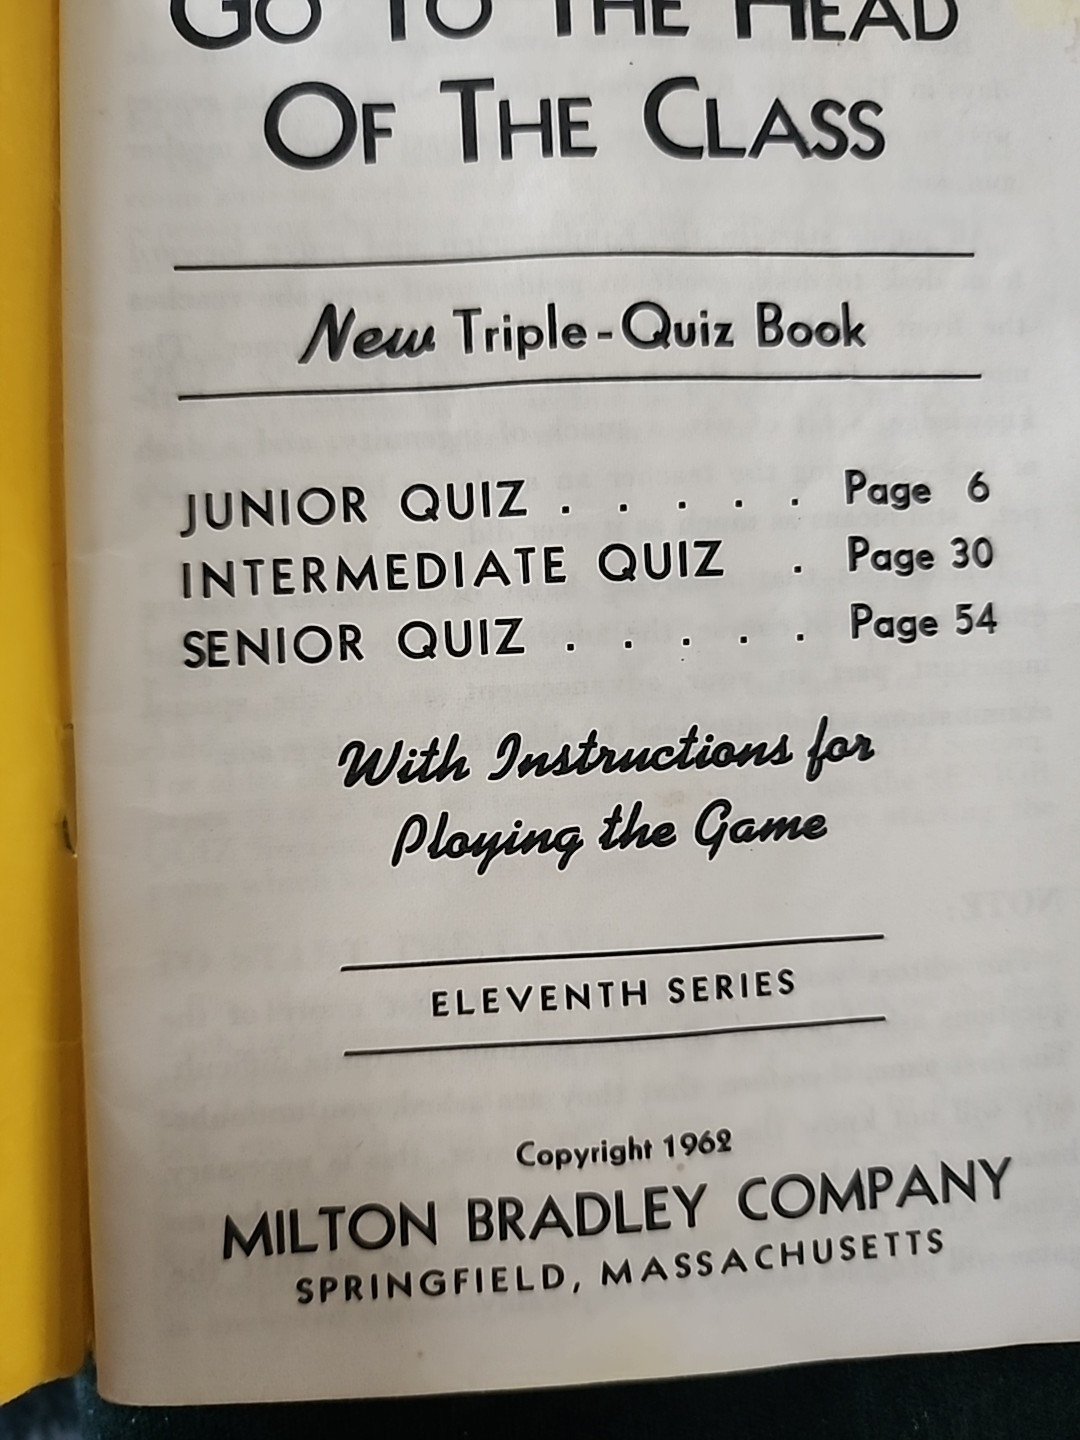 GO TO THE HEAD
OF THE CLASS
New Triple-Quiz Book
JUNIOR QUIZ . . . . . Page 6
INTERMEDIATE QUIZ . Page 30
SENIOR QUIZ . . . . . Page 54
With Instructions for
Playing the Game
ELEVENTH SERIES
Copyright 1962
MILTON BRADLEY COMPANY
SPRINGFIELD, MASSACHUSETTS